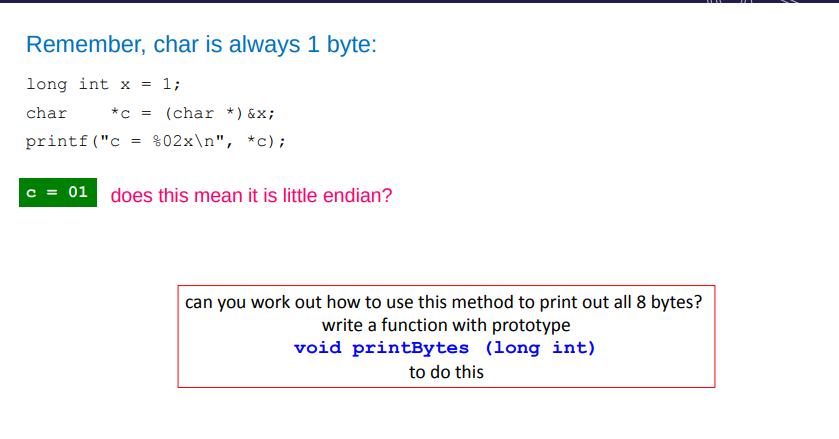 Remember, char is always 1 byte:
long int x = 1;
char    *c = (char *)&x;
printf("c = %02x\n", *c);
c = 01 does this mean it is little endian?
can you work out how to use this method to print out all 8 bytes?
write a function with prototype
void printBytes (long int)
to do this